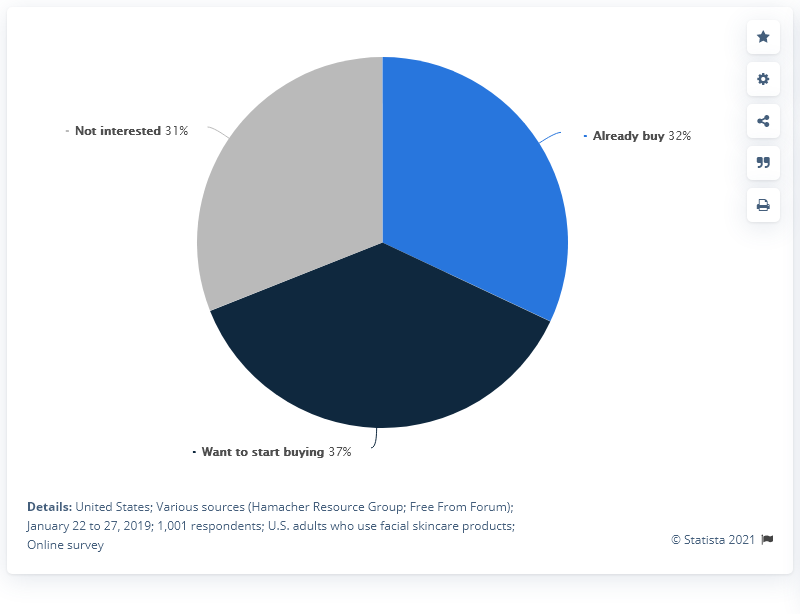 Not interested 31%
Already buy 32%
Want to start buying 37%
Details: United States; Various sources (Hamacher Resource Group; Free From Forum);
January 22 to 27, 2019; 1,001 respondents; U.S. adults who use facial skincare products;
Online survey
© Statista 2021